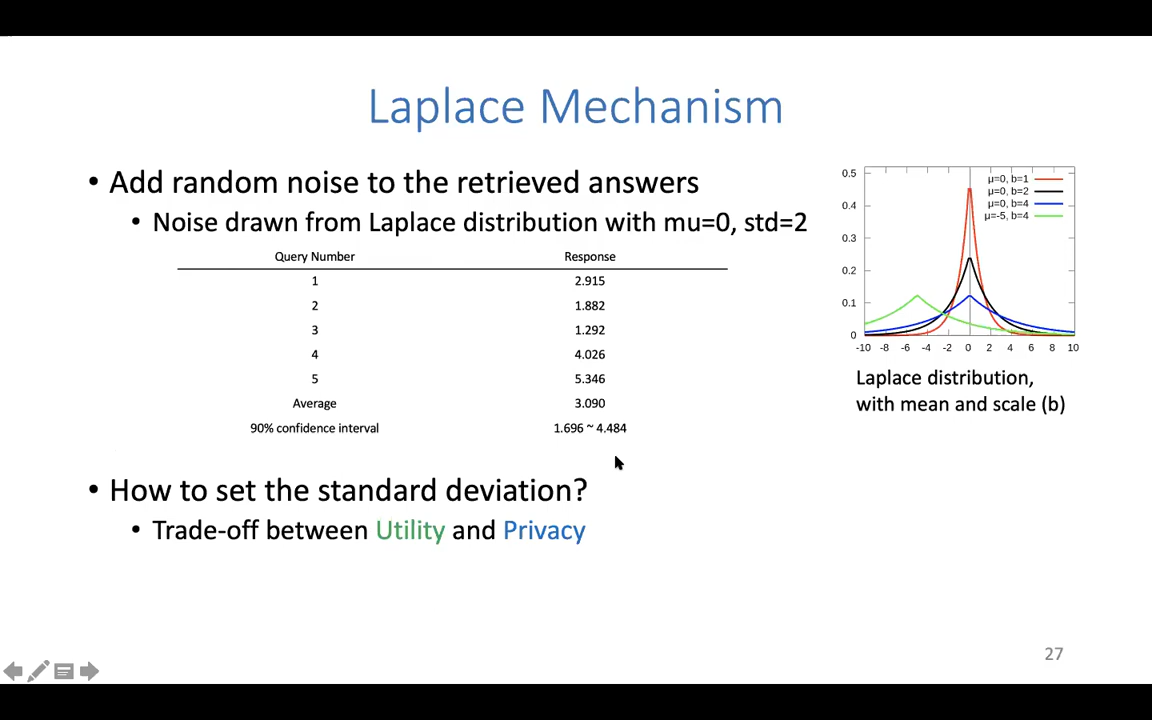 Laplace Mechanism
• Add random noise to the retrieved answers
• Noise drawn from Laplace distribution with mu=0, std=2
Query Number Response
1 2.915
2 1.882
3 1.292
4 4.026
5 5.346
Average 3.090
90% confidence interval 1.696 ~ 4.484
0.5
0.4
0.3
0.2
0.1
0
-10 -8 -6 -4 -2 0 2 4 6 8 10
μ=0, b=1
μ=0, b=2
μ=0, b=4
μ=-5, b=4
Laplace distribution,
with mean and scale (b)
• How to set the standard deviation?
• Trade-off between Utility and Privacy
27